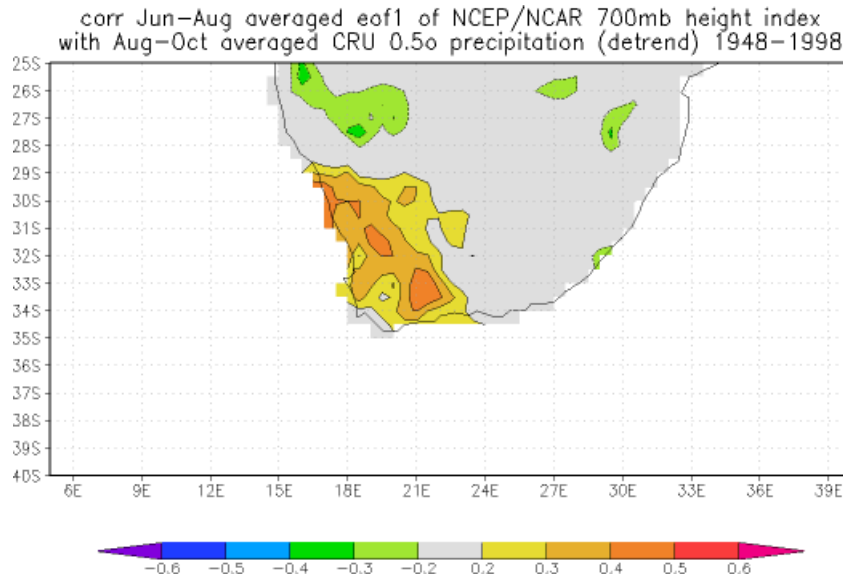 corr Jun-Aug averaged eof1 of NCEP/NCAR 700mb height index
with Aug-Oct averaged CRU 0.5o precipitation (detrend) 1948-1998
25S
26S
27S
28S
29S
30S
31S
32S
33S
34S
35S
36S
37S
38S
39S
40S
6E 9E 12E 15E 18E 21E 24E 27E 30E 33E 36E 39E
-0.6 -0.5 -0.4 -0.3 -0.2 0.2 0.3 0.4 0.5 0.6